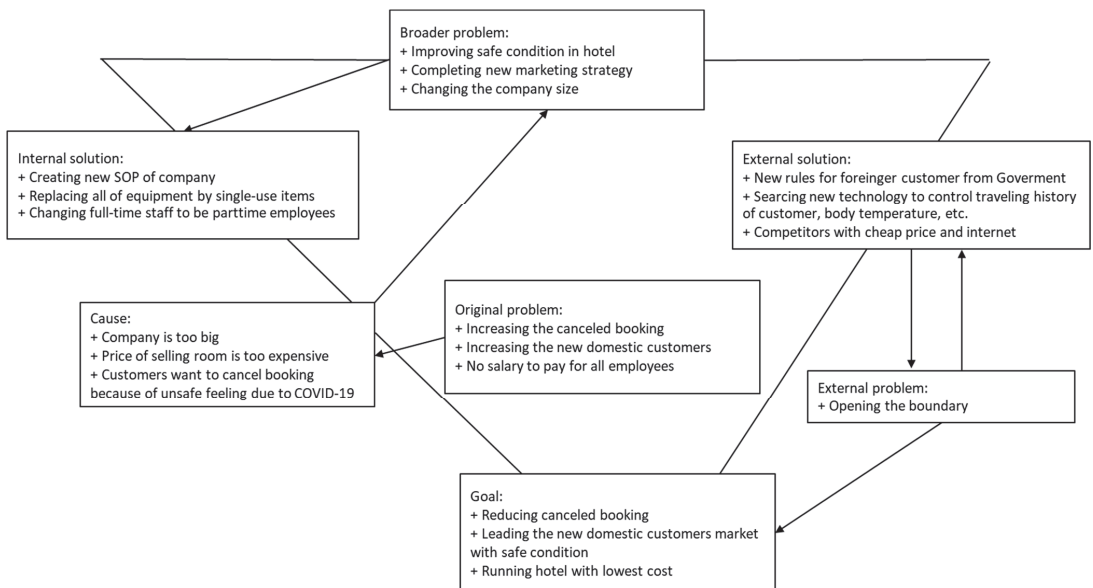 Broader problem:
+ Improving safe condition in hotel
+ Completing new marketing strategy
+ Changing the company size
Internal solution:
+ Creating new SOP of company
+ Replacing all of equipment by single-use items
+ Changing full-time staff to be parttime employees
External solution:
+ New rules for foreinger customer from Goverment
+ Searcing new technology to control traveling history
of customer, body temperature, etc.
+ Competitors with cheap price and internet
Cause:
+ Company is too big
+ Price of selling room is too expensive
+ Customers want to cancel booking
because of unsafe feeling due to COVID-19
Original problem:
+ Increasing the canceled booking
+ Increasing the new domestic customers
+ No salary to pay for all employees
External problem:
+ Opening the boundary
Goal:
+ Reducing canceled booking
+ Leading the new domestic customers market
with safe condition
+ Running hotel with lowest cost